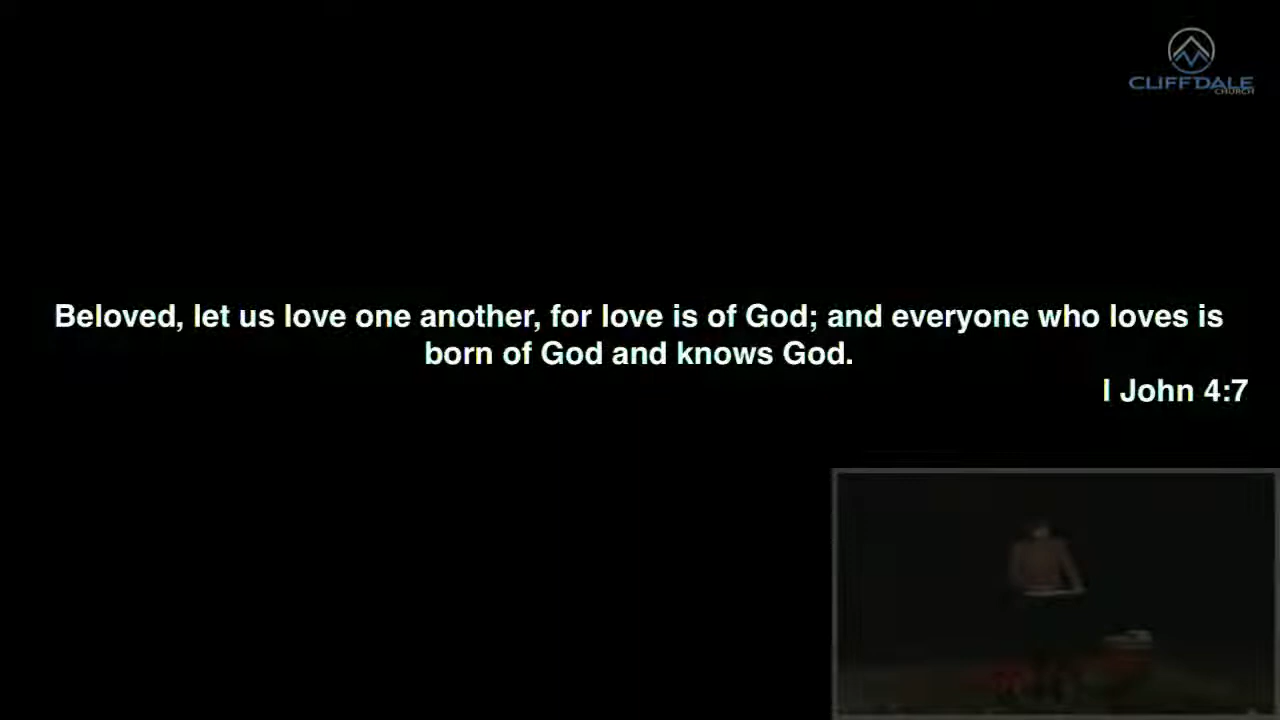 CLIFFDALE
CHURCH
Beloved, let us love one another, for love is of God; and everyone who loves is
born of God and knows God.
I John 4:7